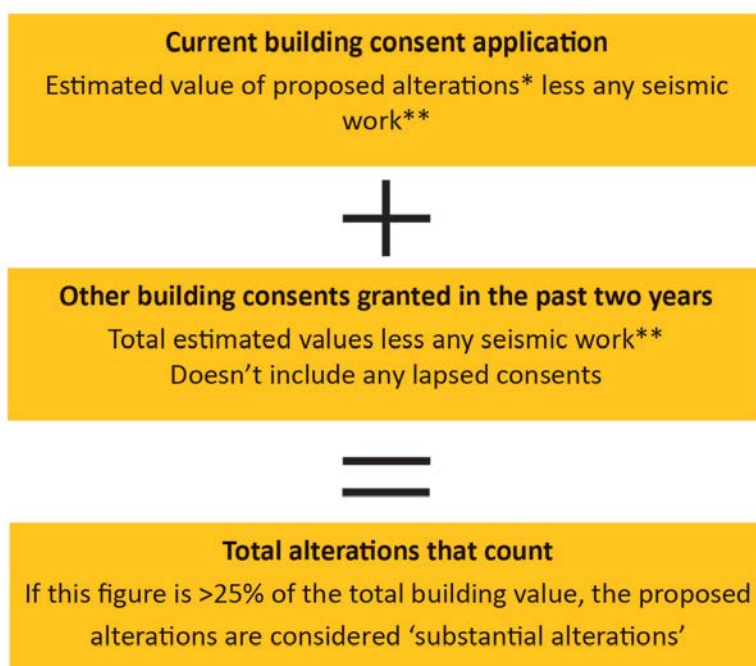 Current building consent application
Estimated value of proposed alterations* less any seismic
work**
+
Other building consents granted in the past two years
Total estimated values less any seismic work**
Doesn’t include any lapsed consents
=
Total alterations that count
If this figure is >25% of the total building value, the proposed
alterations are considered ‘substantial alterations’